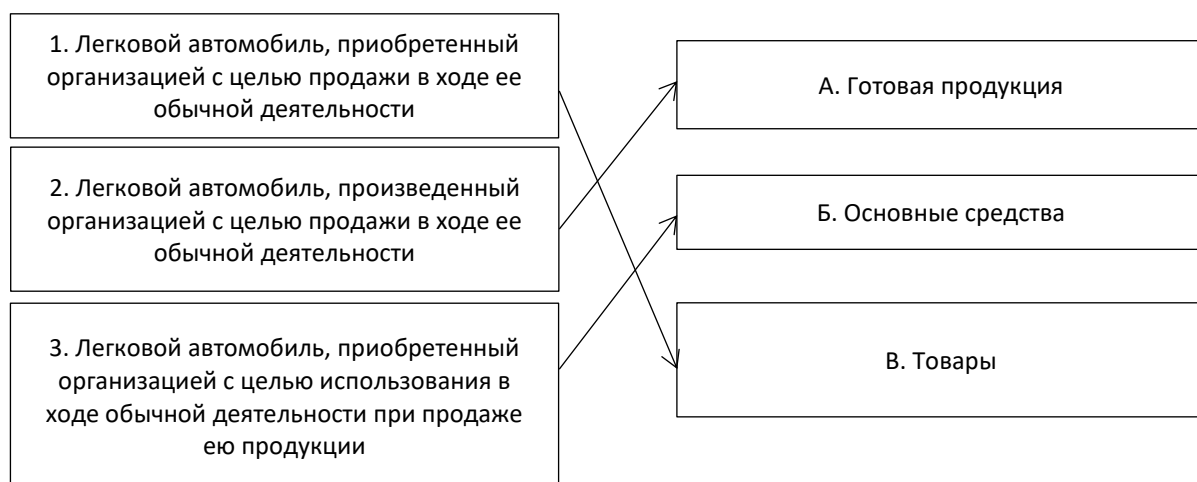 1. Легковой автомобиль, приобретенный
организацией с целью продажи в ходе ее
обычной деятельности
2. Легковой автомобиль, произведенный
организацией с целью продажи в ходе ее
обычной деятельности
3. Легковой автомобиль, приобретенный
организацией с целью использования в
ходе обычной деятельности при продаже
ею продукции
А. Готовая продукция
Б. Основные средства
В. Товары